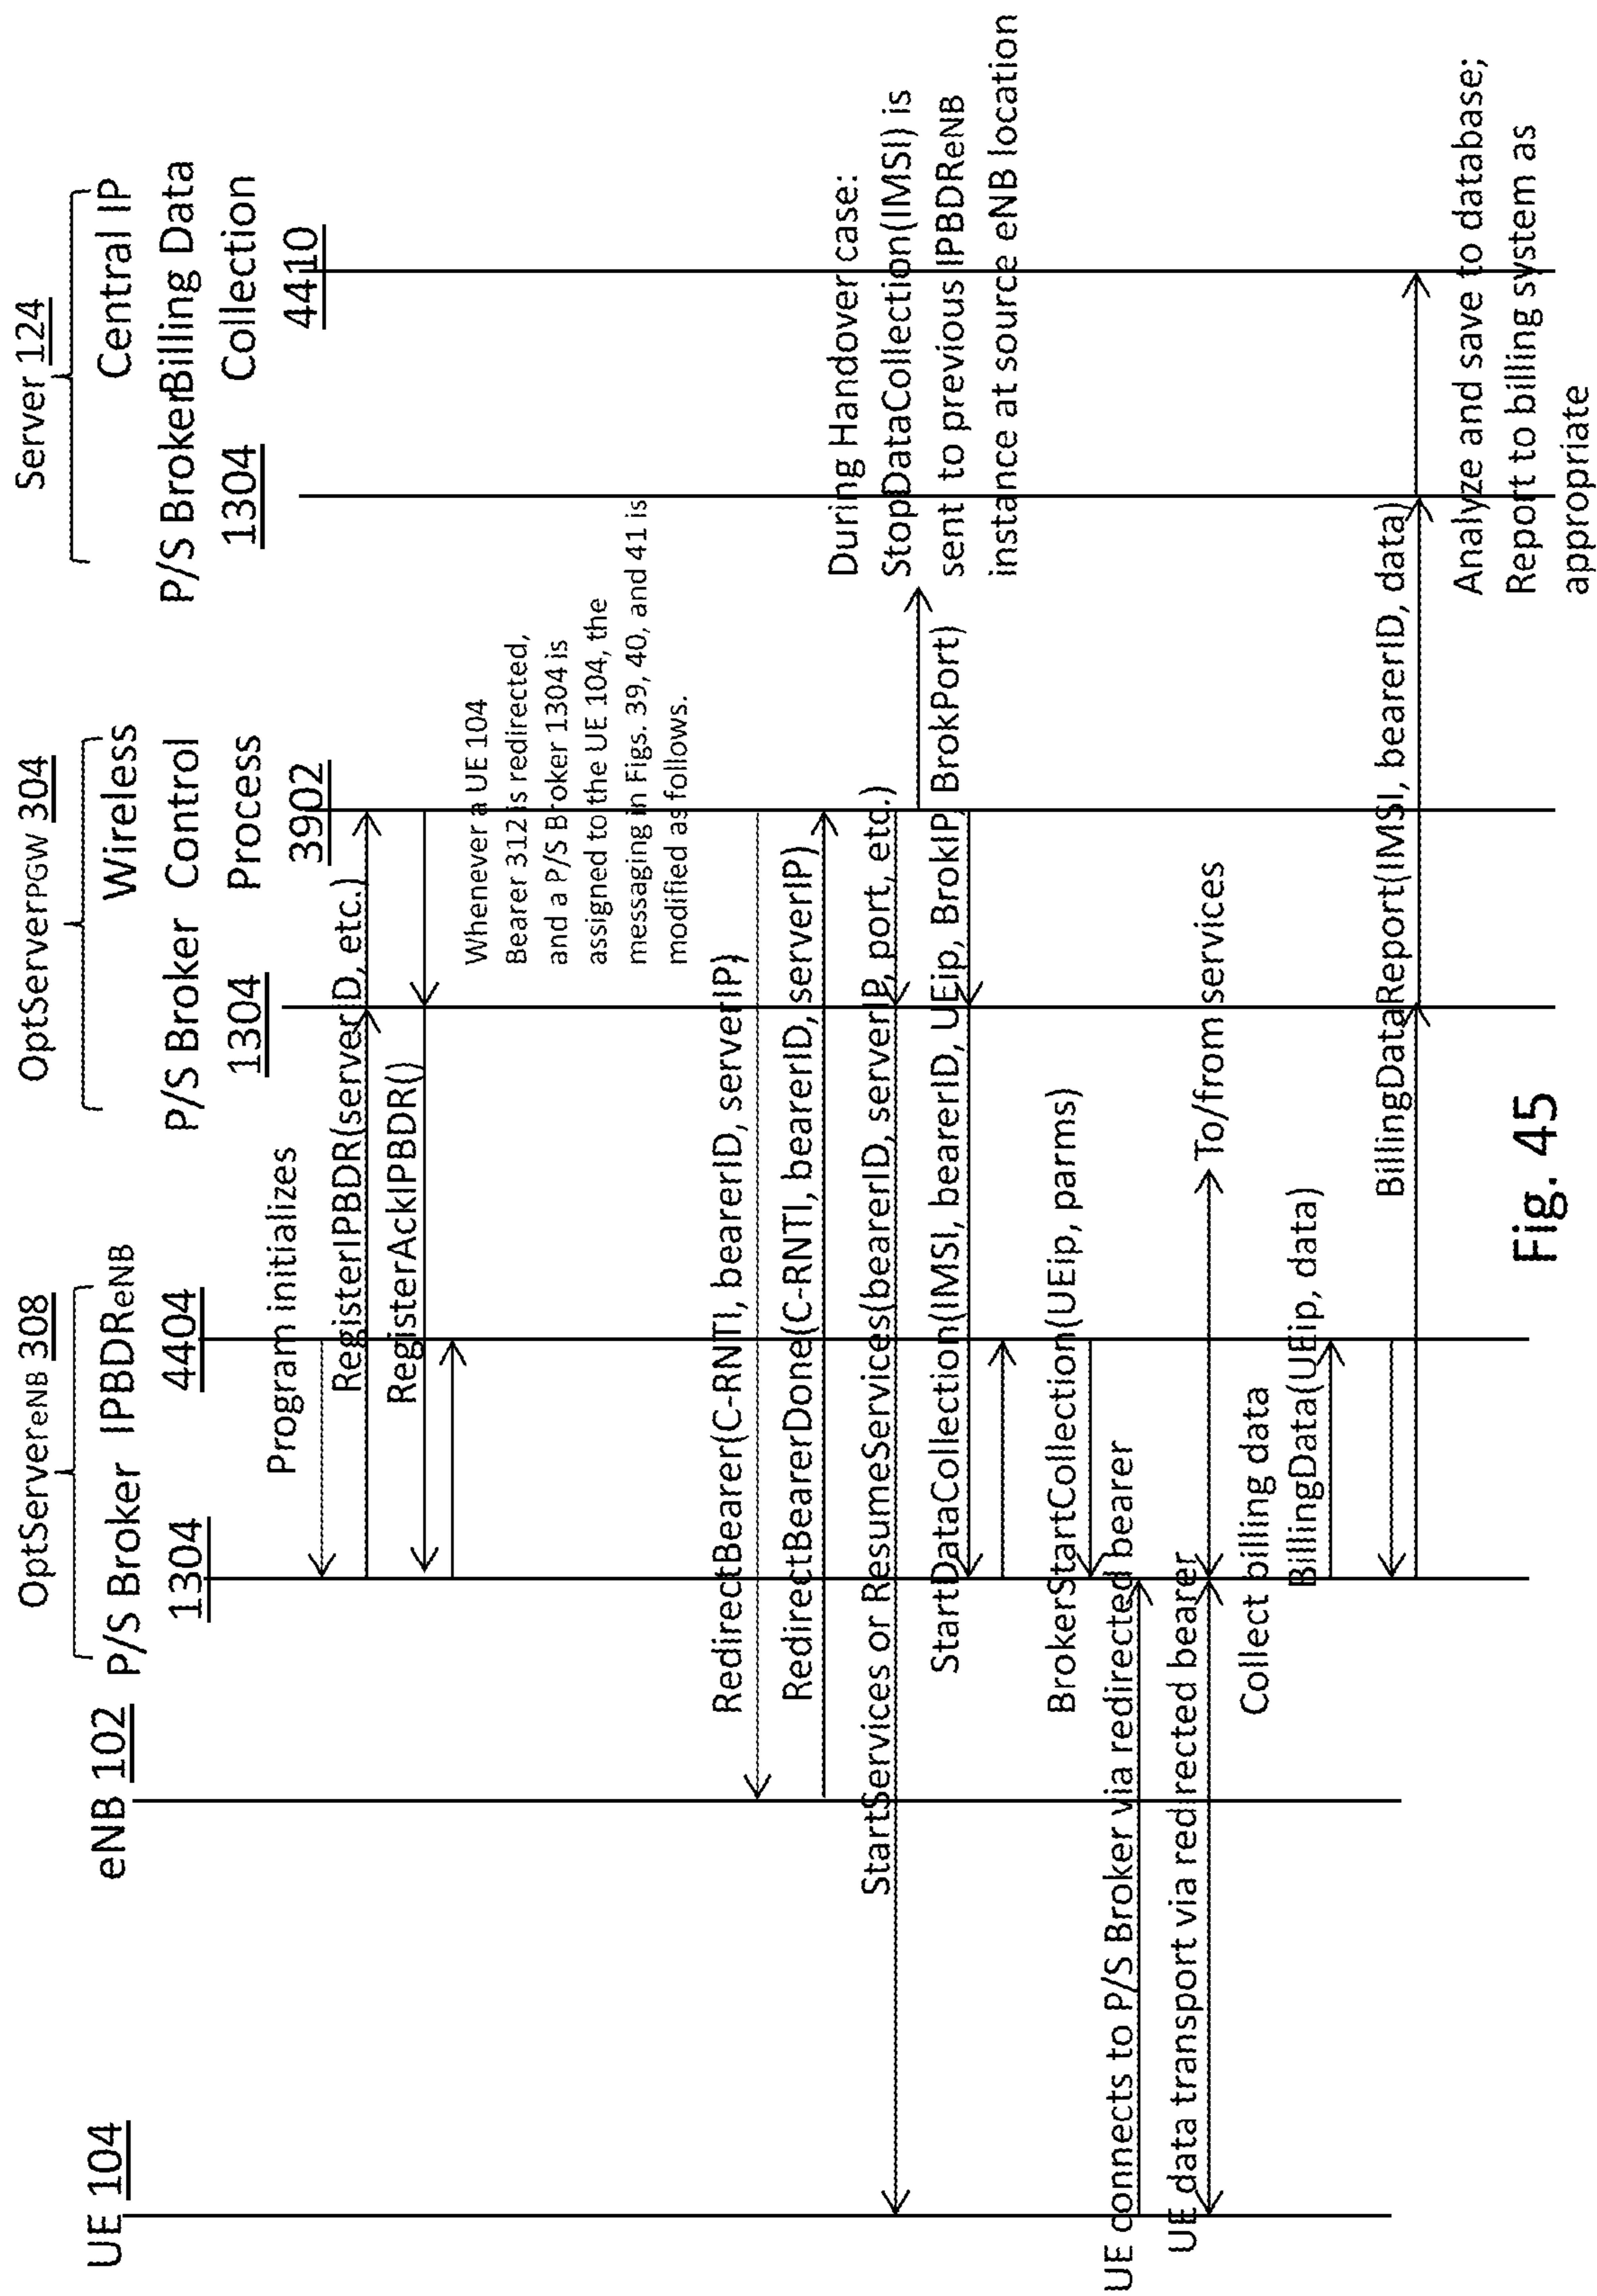 UE 104
eNB 102
OptServereNB 308
P/S Broker
1304
IPBDReNB
4404
OptServerPGW 304
P/S Broker
1304
Wireless
Control
Process
3902
Server 124
P/S Broker
1304
Central IP
Billing Data
Collection
4410
Program initializes
RegisterIPBDR(serverID, etc.)
RegisterAckIPBDR()
Whenever a UE 104
Bearer 312 is redirected,
and a P/S Broker 1304 is
assigned to the UE 104, the
messaging in Figs. 39, 40, and 41 is
modified as follows.
RedirectBearer(C-RNTI, bearerID, serverIP)
RedirectBearerDone(C-RNTI, bearerID, serverIP)
StartServices or ResumeServices(bearerID, serverIP, port, etc.)
During Handover case:
StopDataCollection(IMSI) is
sent to previous IPBDReNB
instance at source eNB location
StartDataCollection(IMSI, bearerID, UEip, BrokIP, BrokPort)
BrokerStartCollection(UEip, parms)
UE connects to P/S Broker via redirected bearer
UE data transport via redirected bearer
To/from services
Collect billing data
BillingData(UEip, data)
BillingDataReport(IMSI, bearerID, data)
Analyze and save to database;
Report to billing system as
appropriate
Fig. 45